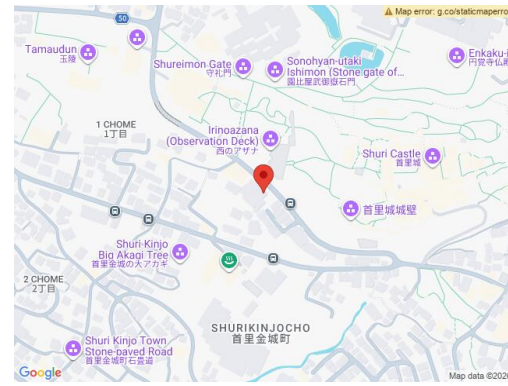 Map error: g.co/staticmaperro
50
Tamaudun
玉陵
Shureimon Gate
守礼門
Sonohyan-utaki
Ishimon (Stone gate of...
園比屋武御嶽石門
Enkaku-
円覚寺仏殿
1 CHOME
1丁目
Irinoazana
(Observation Deck)
西のアザナ
Shuri Castle
首里城
首里城城壁
Shuri-Kinjo
Big Akagi Tree
首里金城の大アカギ
2 CHOME
2丁目
SHURIKINJOCHO
首里金城町
Shuri Kinjo Town
Stone-paved Road
首里金城町石畳道
Google
Map data ©2026